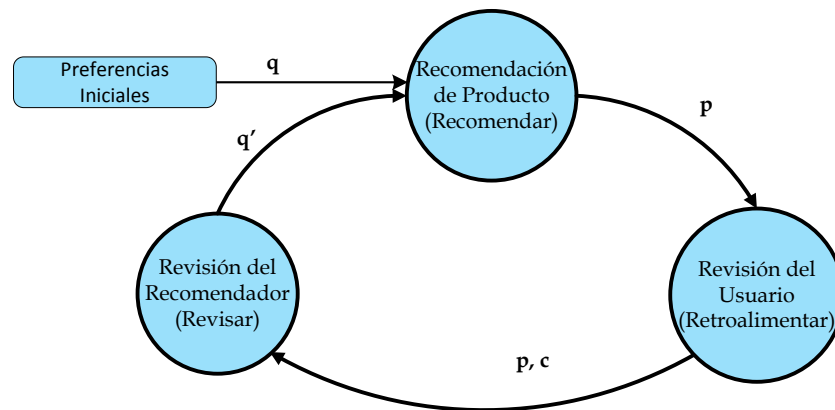 Preferencias
Iniciales
q
Recomendación
de Producto
(Recomendar)
p
q’
Revisión del
Recomendador
(Revisar)
Revisión del
Usuario
(Retroalimentar)
p, c